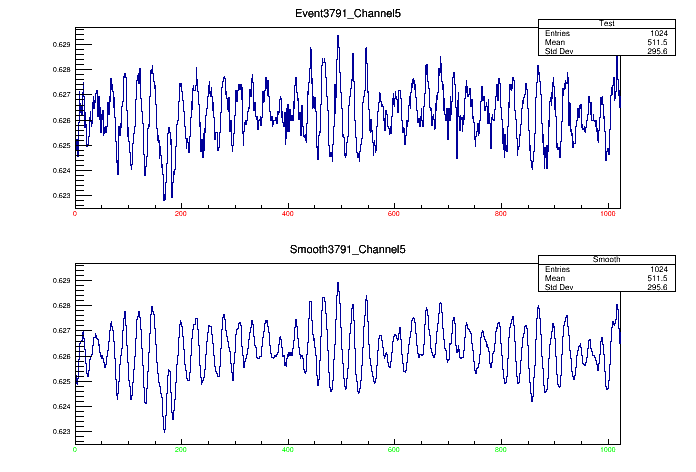 Event3791_Channel5
Test
Entries 1024
Mean 511.5
Std Dev 295.6
0.629
0.628
0.627
0.626
0.625
0.624
0.623
0 200 400 600 800 1000
Smooth3791_Channel5
Smooth
Entries 1024
Mean 511.5
Std Dev 295.6
0.629
0.628
0.627
0.626
0.625
0.624
0.623
0 200 400 600 800 1000